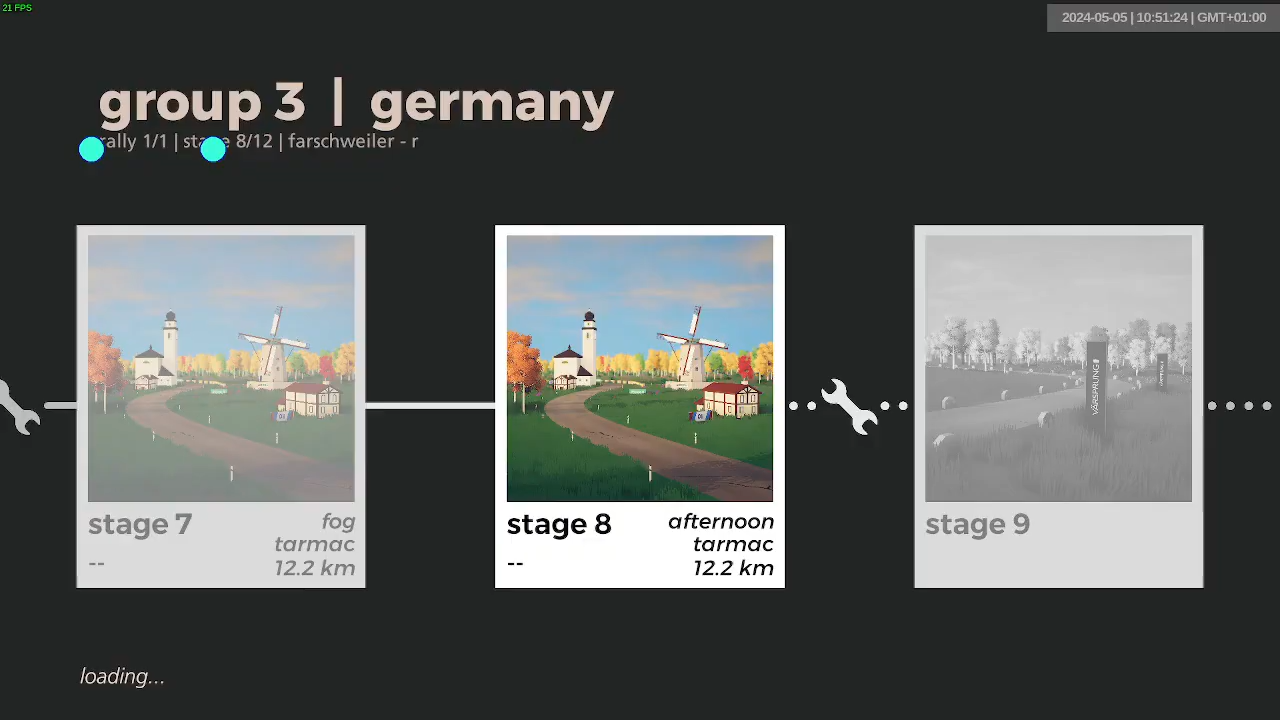 21 FPS
2024-05-05 | 10:51:24 | GMT+01:00
group 3 | germany
rally 1/1 | stage 8/12 | farschweiler - r
stage 7
fog
tarmac
--
12.2 km
stage 8
afternoon
tarmac
--
12.2 km
VÄRSPRUNG
stage 9
loading...